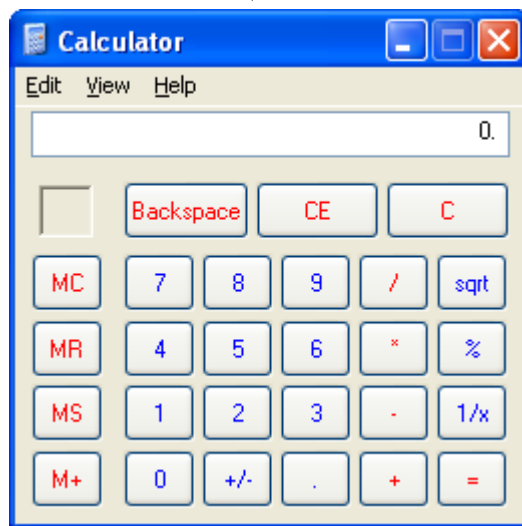 Calculator
Edit View Help
0.
Backspace CE C
MC 7 8 9 / sqrt
MR 4 5 6 * %
MS 1 2 3 - 1/x
M+ 0 +/- . + =